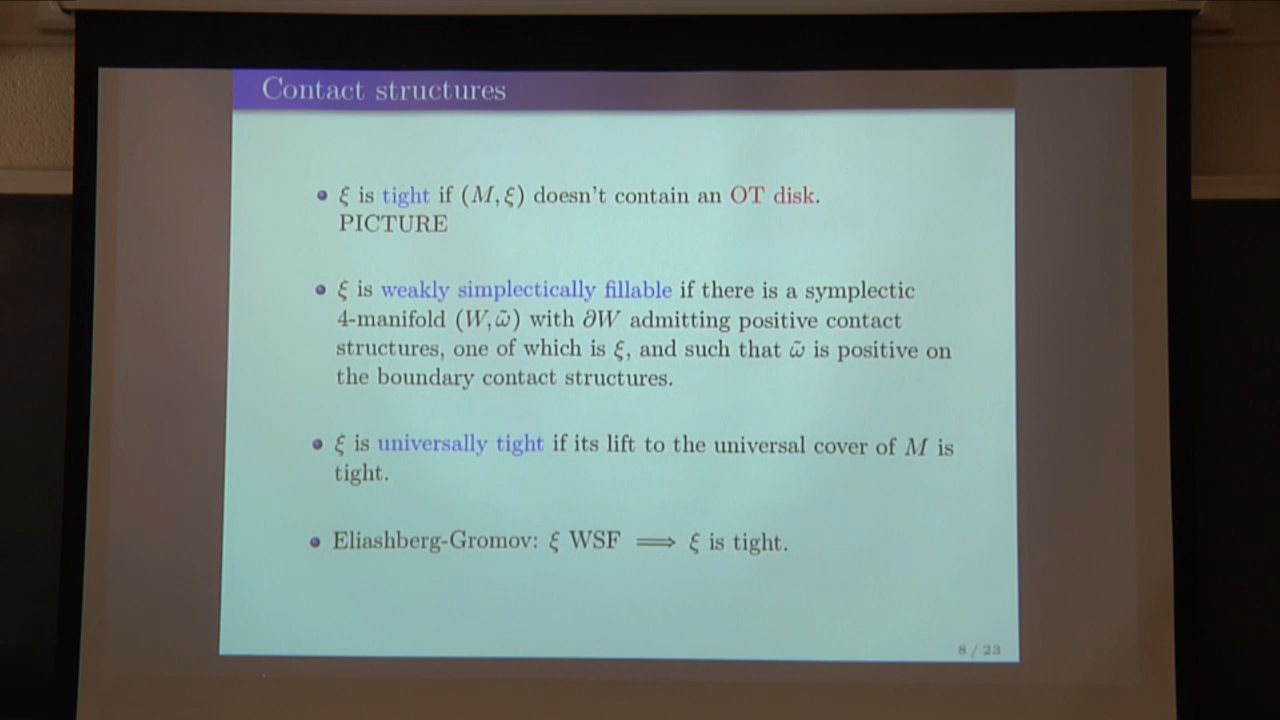 Contact structures
ξ is tight if (M, ξ) doesn't contain an OT disk.
PICTURE
ξ is weakly simplectically fillable if there is a symplectic
4-manifold (W, ω̃) with ∂W admitting positive contact
structures, one of which is ξ, and such that ω̃ is positive on
the boundary contact structures.
ξ is universally tight if its lift to the universal cover of M is
tight.
Eliashberg-Gromov: ξ WSF ⟹ ξ is tight.
8 / 23